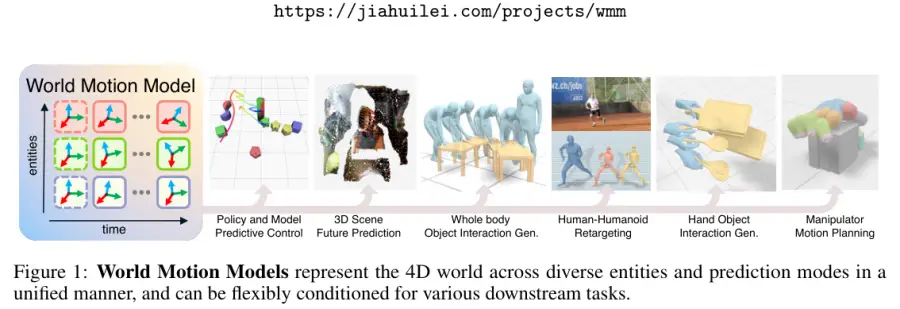 https://jiahuilei.com/projects/wmm
World Motion Model
entities
time
Policy and Model
Predictive Control
3D Scene
Future Prediction
Whole body
Object Interaction Gen.
Human-Humanoid
Retargeting
Hand Object
Interaction Gen.
Manipulator
Motion Planning
Figure 1: World Motion Models represent the 4D world across diverse entities and prediction modes in a
unified manner, and can be flexibly conditioned for various downstream tasks.